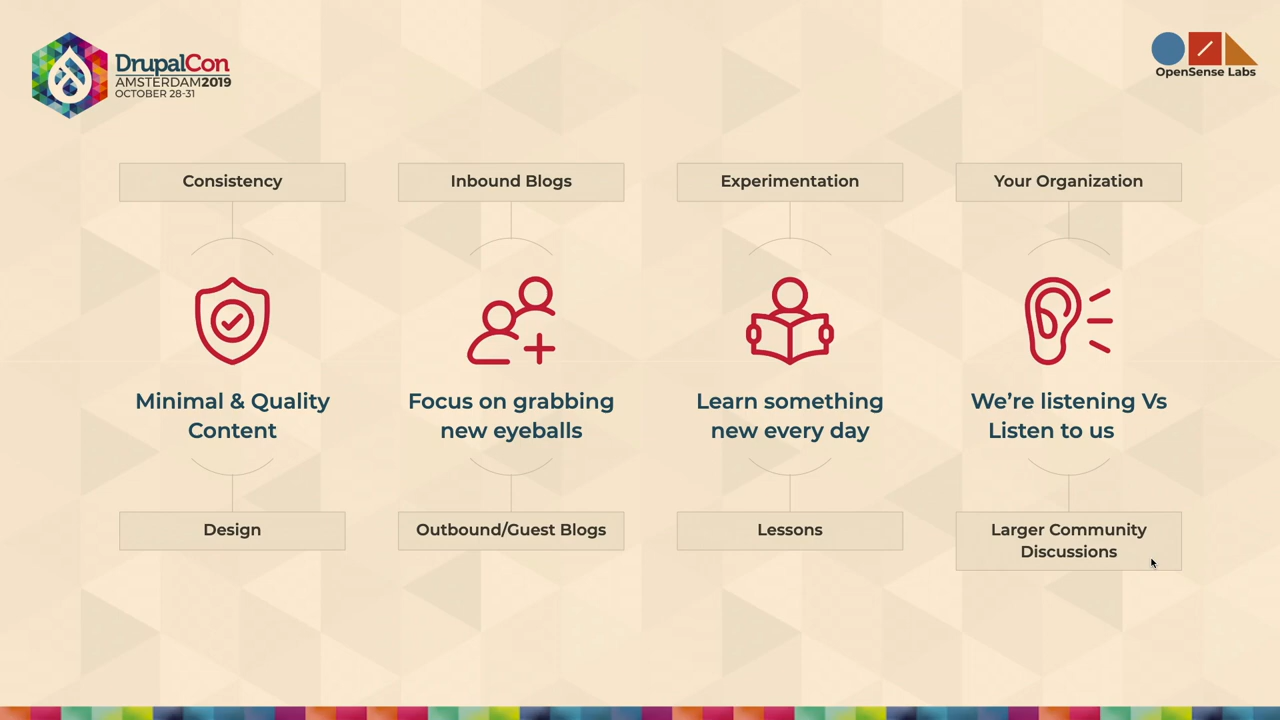 DrupalCon
AMSTERDAM2019
OCTOBER 28-31
OpenSense Labs
Consistency
Inbound Blogs
Experimentation
Your Organization
Minimal & Quality
Content
Focus on grabbing
new eyeballs
Learn something
new every day
We’re listening Vs
Listen to us
Design
Outbound/Guest Blogs
Lessons
Larger Community
Discussions